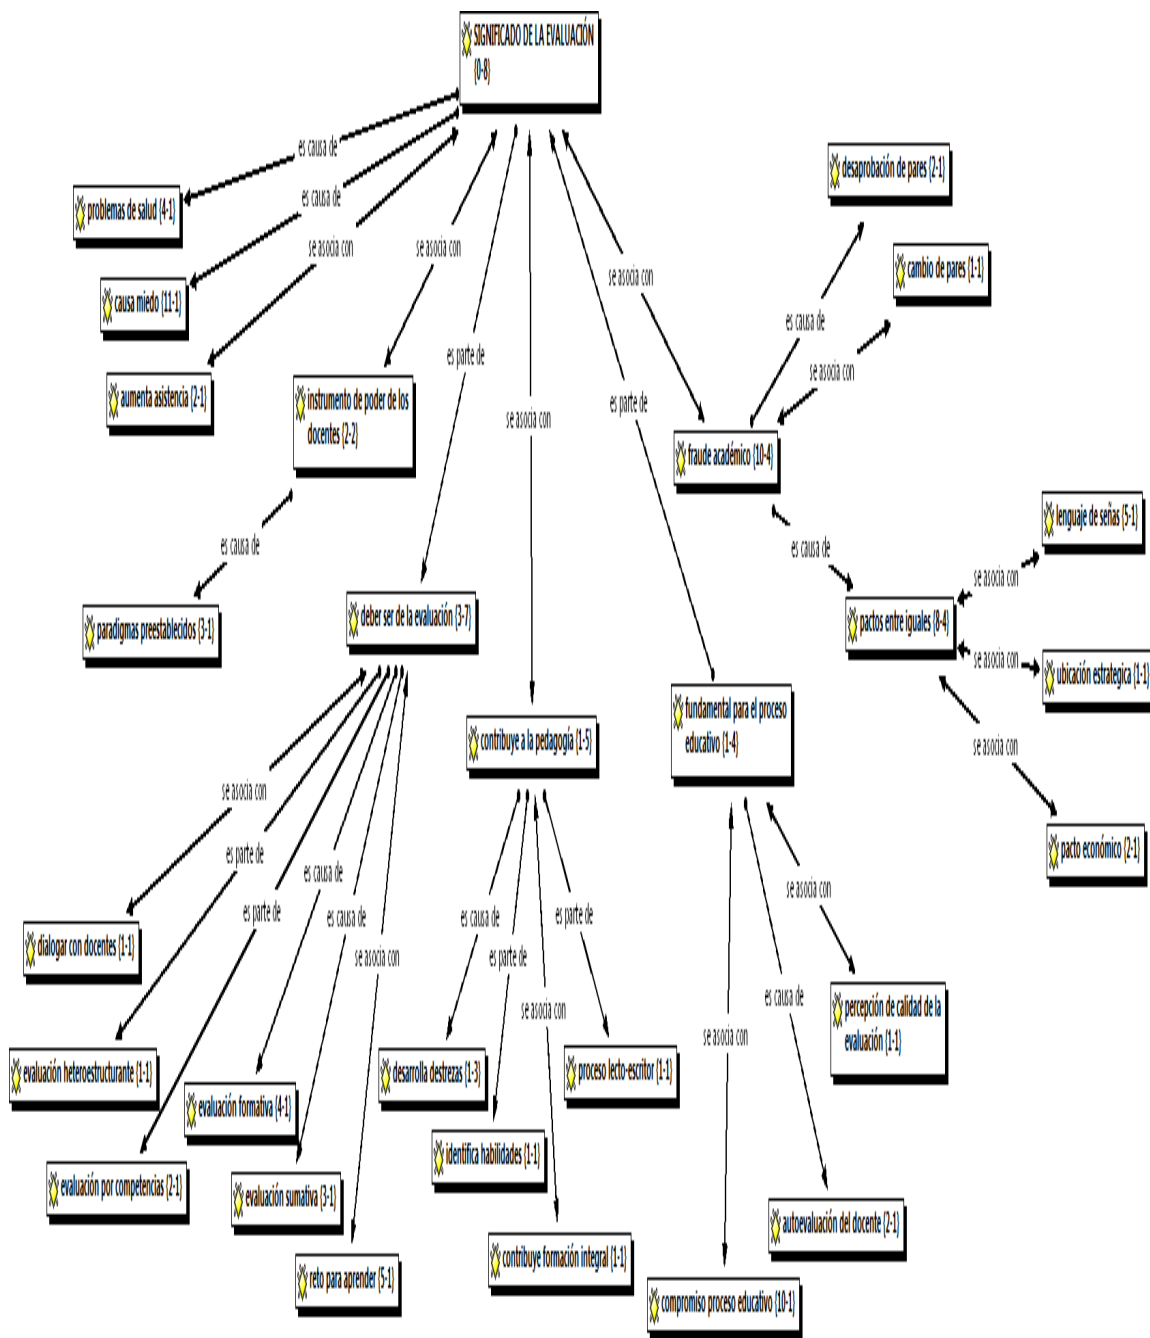 SIGNIFICADO DE LA EVALUACIÓN
{0-8}
es causa de
desaprobación de pares {2-1}
problemas de salud {4-1}
es causa de
se asocia con
se asocia con
se asocia con
cambio de pares {1-1}
causa miedo {11-1}
es causa de
es parte de
se asocia con
aumenta asistencia {2-1}
instrumento de poder de los
docentes {2-2}
es parte de
se asocia con
fraude académico {10-4}
lenguaje de señas {5-1}
es causa de
es causa de
se asocia con
paradigmas preestablecidos {3-1}
deber ser de la evaluación {3-7}
pactos entre iguales {8-4}
se asocia con
ubicación estrategica {1-1}
contribuye a la pedagogía {1-5}
fundamental para el proceso
educativo {1-4}
se asocia con
se asocia con
pacto económico {2-1}
es parte de
es causa de
se asocia con
es parte de
es causa de
es causa de
es parte de
dialogar con docentes {1-1}
se asocia con
es parte de
es causa de
se asocia con
se asocia con
percepción de calidad de la
evaluación {1-1}
evaluación heteroestructurante {1-1}
desarrolla destrezas {1-3}
proceso lecto-escritor {1-1}
evaluación formativa {4-1}
identifica habilidades {1-1}
evaluación por competencias {2-1}
evaluación sumativa {3-1}
autoevaluación del docente {2-1}
contribuye formación integral {1-1}
reto para aprender {5-1}
compromiso proceso educativo {10-1}